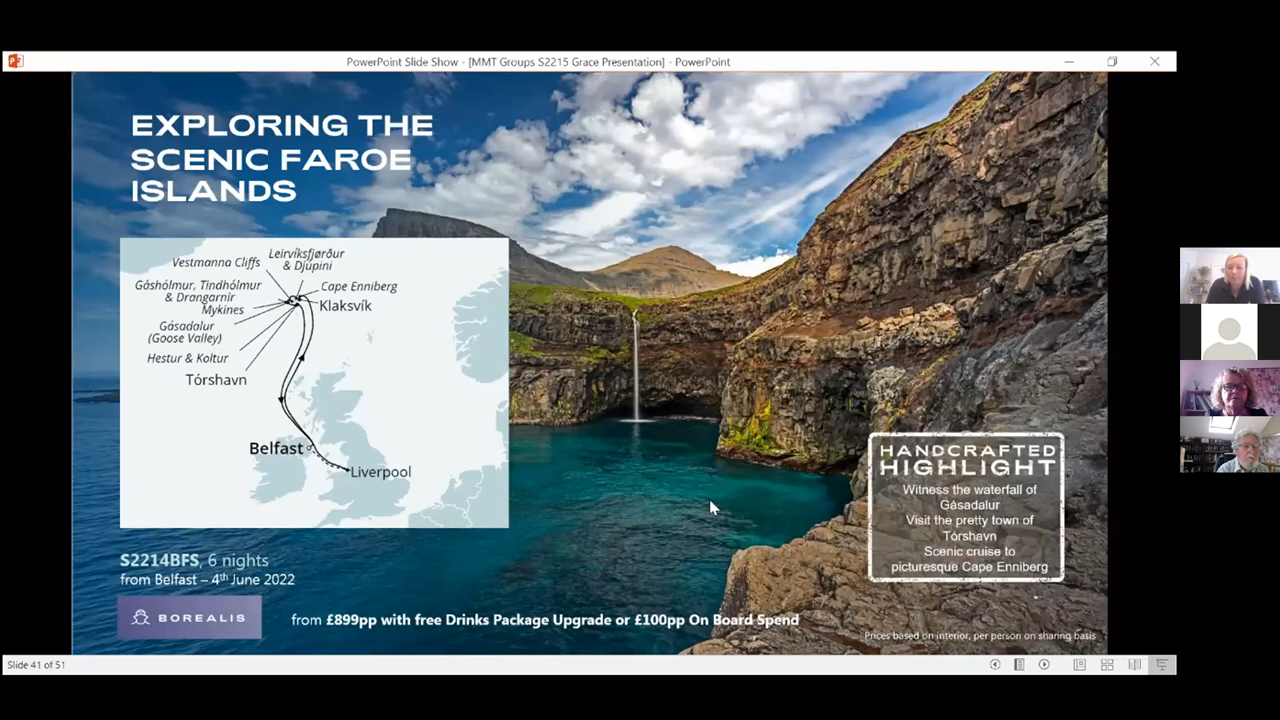 PowerPoint Slide Show - [MMT Groups S2215 Grace Presentation] - PowerPoint
EXPLORING THE
SCENIC FAROE
ISLANDS
Leirvíksfjørður
& Djúpini
Vestmanna Cliffs
Gáshólmur, Tindhólmur
& Drangarnir
Cape Enniberg
Mykines
Klaksvík
Gásadalur
(Goose Valley)
Hestur & Koltur
Tórshavn
Belfast
Liverpool
HANDCRAFTED
HIGHLIGHT
Witness the waterfall of
Gásadalur
Visit the pretty town of
Tórshavn
Scenic cruise to
picturesque Cape Enniberg
S2214BFS, 6 nights
from Belfast – 4th June 2022
BOREALIS
from £899pp with free Drinks Package Upgrade or £100pp On Board Spend
Prices based on interior, per person on sharing basis
Slide 41 of 51